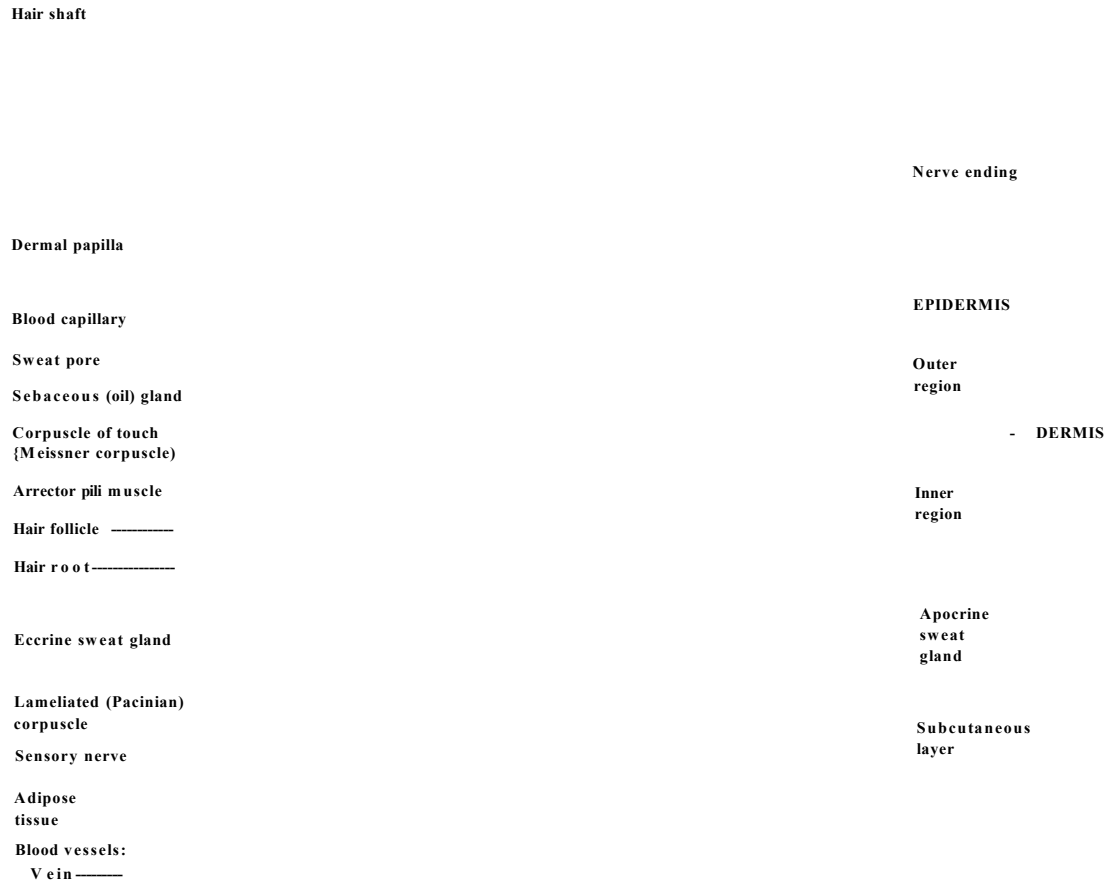 Hair shaft
Nerve ending
Dermal papilla
EPIDERMIS
Blood capillary
Sweat pore
Outer
region
Sebaceous (oil) gland
Corpuscle of touch
{Meissner corpuscle)
- DERMIS
Arrector pili muscle
Inner
region
Hair follicle ------------
Hair root----------------
Apocrine
sweat
gland
Eccrine sweat gland
Lameliated (Pacinian)
corpuscle
Subcutaneous
layer
Sensory nerve
Adipose
tissue
Blood vessels:
Vein---------